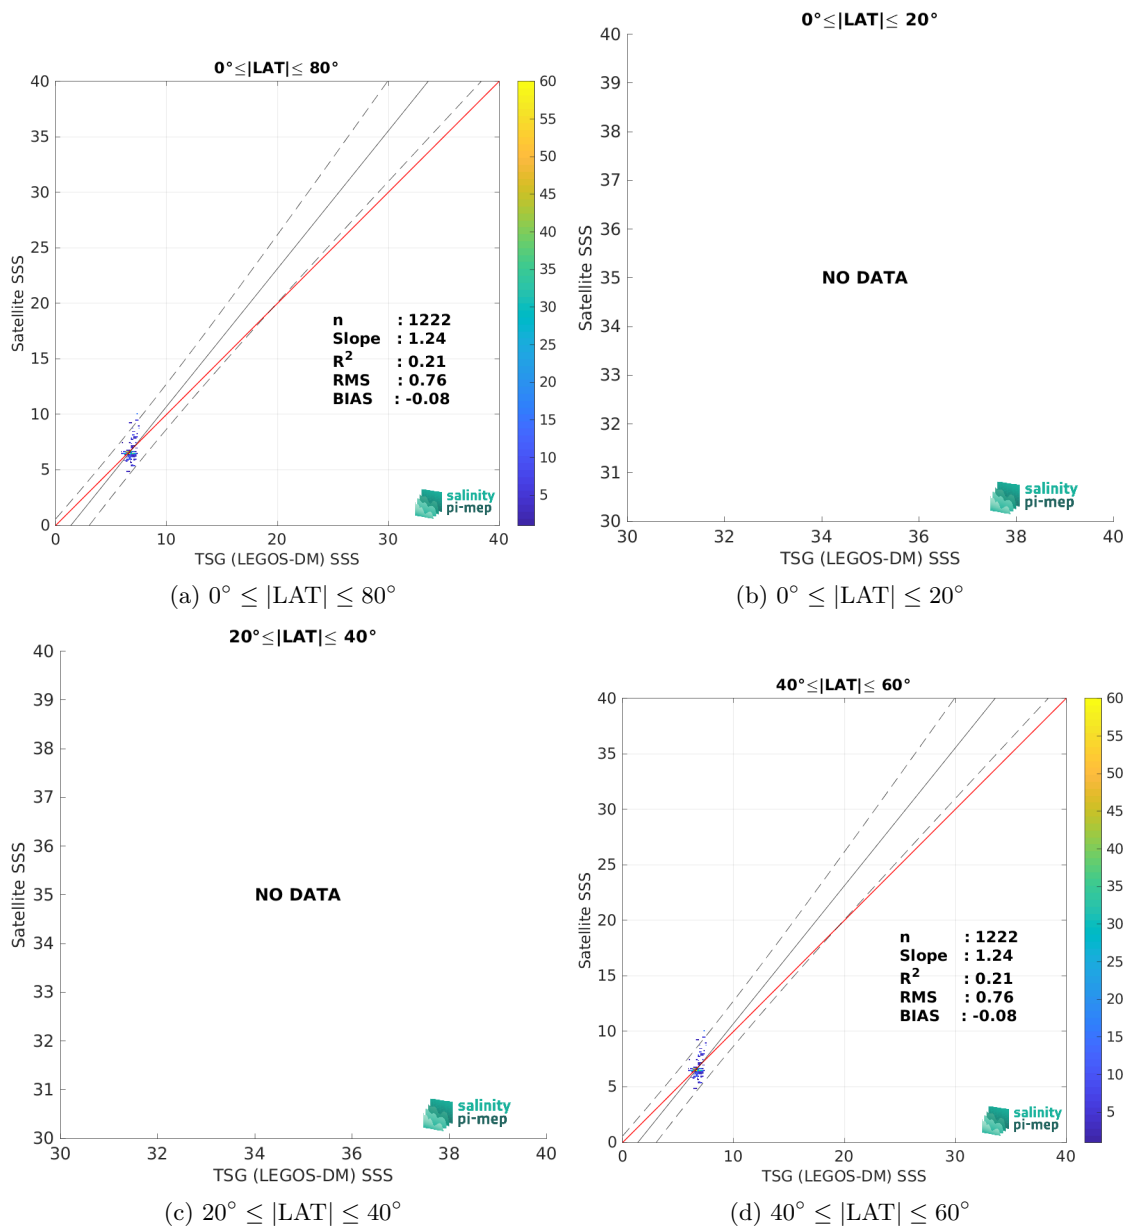 0°≤|LAT|≤ 80°
40
35
30
25
20
15
10
5
0
Satellite SSS
n : 1222
Slope : 1.24
R² : 0.21
RMS : 0.76
BIAS : -0.08
salinity
pi-mep
0 10 20 30 40
TSG (LEGOS-DM) SSS
60
55
50
45
40
35
30
25
20
15
10
5
(a) 0° ≤ |LAT| ≤ 80°
0°≤|LAT|≤ 20°
40
39
38
37
36
35
34
33
32
31
30
Satellite SSS
NO DATA
salinity
pi-mep
30 32 34 36 38 40
TSG (LEGOS-DM) SSS
(b) 0° ≤ |LAT| ≤ 20°
20°≤|LAT|≤ 40°
40
39
38
37
36
35
34
33
32
31
30
Satellite SSS
NO DATA
salinity
pi-mep
30 32 34 36 38 40
TSG (LEGOS-DM) SSS
(c) 20° ≤ |LAT| ≤ 40°
40°≤|LAT|≤ 60°
40
35
30
25
20
15
10
5
0
Satellite SSS
n : 1222
Slope : 1.24
R² : 0.21
RMS : 0.76
BIAS : -0.08
salinity
pi-mep
0 10 20 30 40
TSG (LEGOS-DM) SSS
60
55
50
45
40
35
30
25
20
15
10
5
(d) 40° ≤ |LAT| ≤ 60°